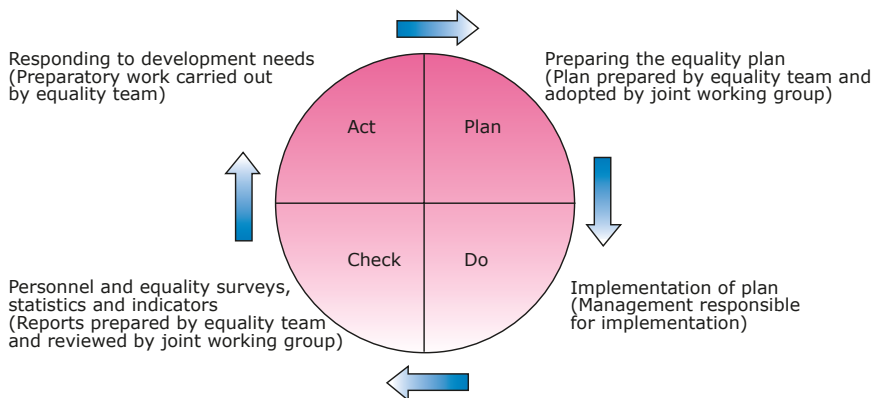 Responding to development needs
(Preparatory work carried out
by equality team)
Preparing the equality plan
(Plan prepared by equality team and
adopted by joint working group)
Act
Plan
Check
Do
Personnel and equality surveys,
statistics and indicators
(Reports prepared by equality team
and reviewed by joint working group)
Implementation of plan
(Management responsible
for implementation)